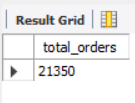 Result Grid
total_orders
21350